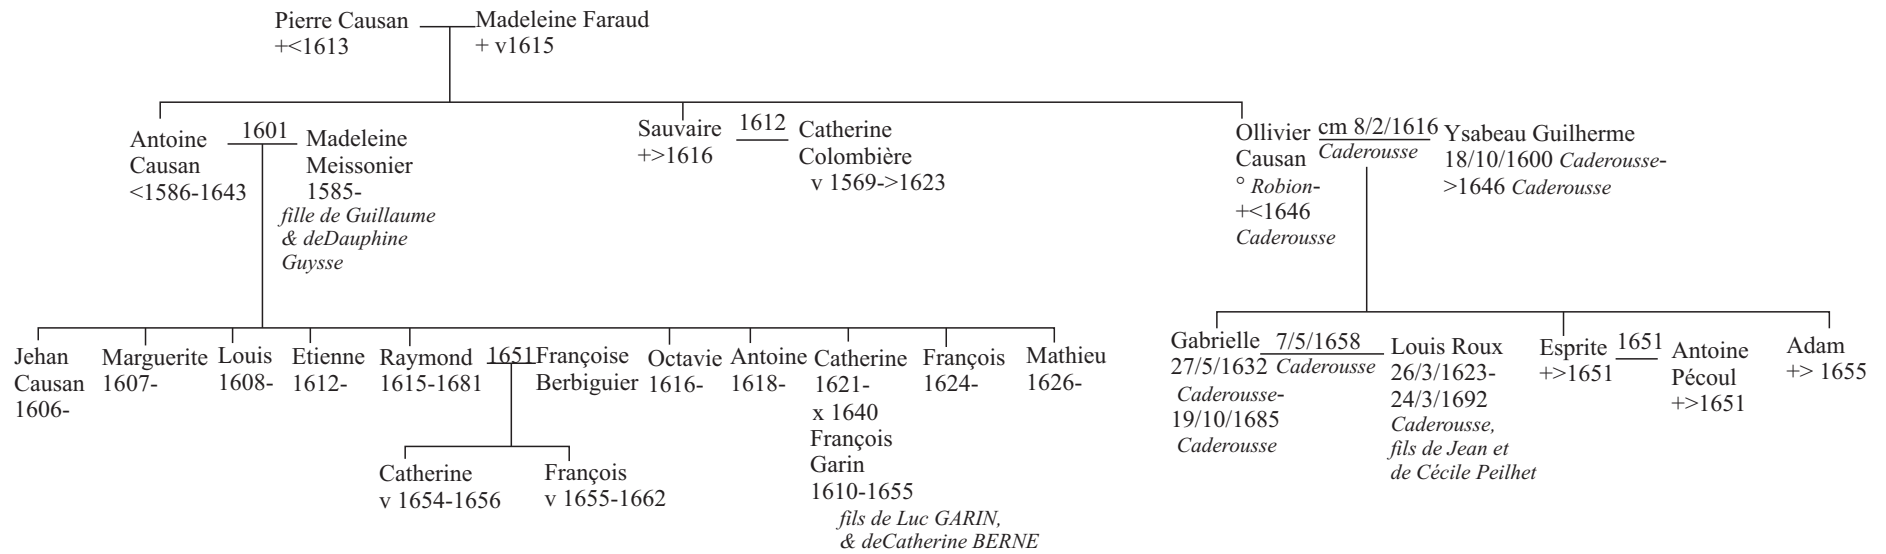 Pierre Causan
+<1613
Madeleine Faraud
+ v1615
Antoine
Causan
<1586-1643
1601
Madeleine
Meissonier
1585-
fille de Guillaume
& deDauphine
Guysse
Sauvaire
+>1616
1612
Catherine
Colombière
v 1569->1623
Ollivier
Causan
° Robion-
+<1646
Caderousse
cm 8/2/1616
Caderousse
Ysabeau Guilherme
18/10/1600 Caderousse-
>1646 Caderousse
Jehan
Causan
1606-
Marguerite
1607-
Louis
1608-
Etienne
1612-
Raymond
1615-1681
1651
Françoise
Berbiguier
Octavie
1616-
Antoine
1618-
Catherine
1621-
x 1640
François
Garin
1610-1655
fils de Luc GARIN,
& deCatherine BERNE
François
1624-
Mathieu
1626-
Gabrielle
27/5/1632
Caderousse-
19/10/1685
Caderousse
7/5/1658
Caderousse
Louis Roux
26/3/1623-
24/3/1692
Caderousse,
fils de Jean et
de Cécile Peilhet
Esprite
+>1651
1651
Antoine
Pécoul
+>1651
Adam
+> 1655
Catherine
v 1654-1656
François
v 1655-1662